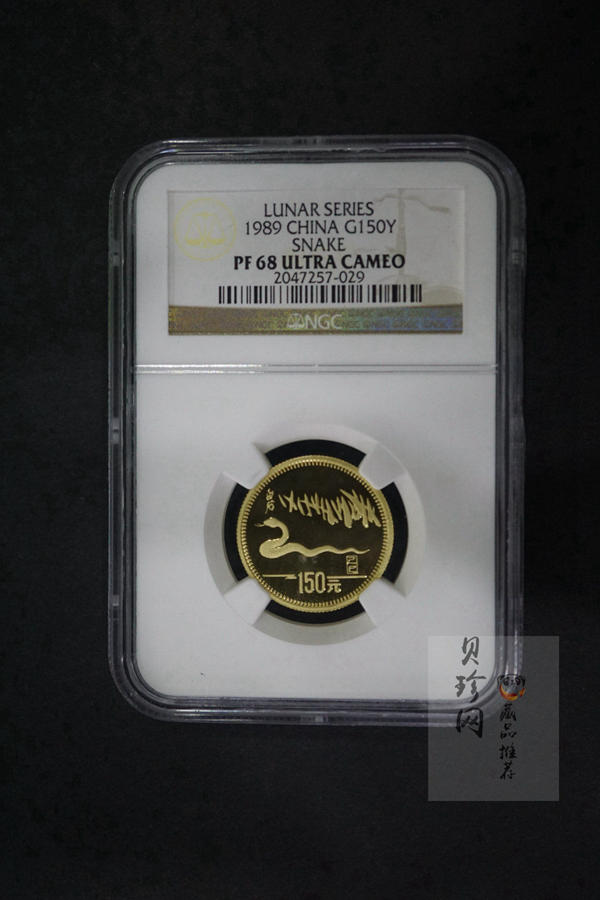 LUNAR SERIES
1989 CHINA G150Y
SNAKE
PF 68 ULTRA CAMEO
2047257-029
NGC
150元
贝珍网
藏品推荐